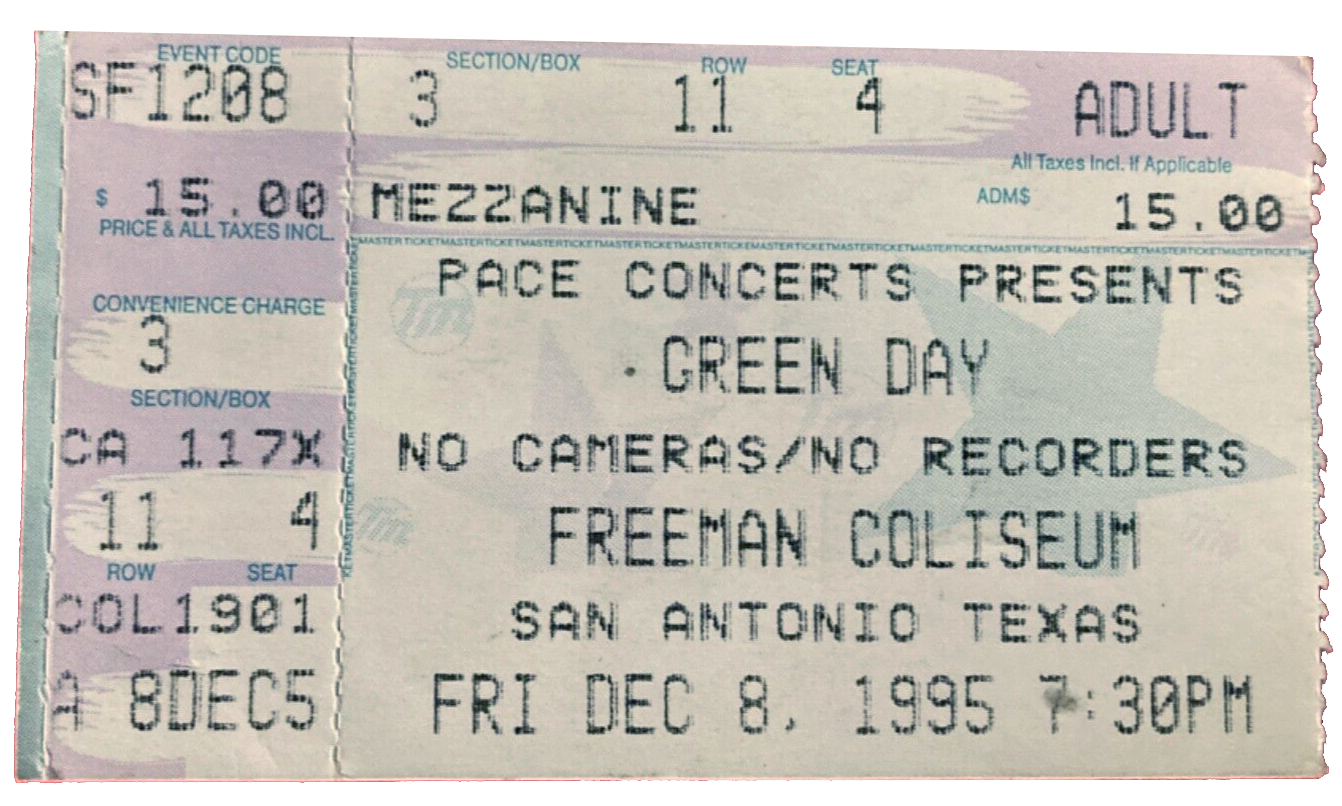 EVENT CODE
SF1208
$ 15.00
PRICE & ALL TAXES INCL.
CONVENIENCE CHARGE
3
SECTION/BOX
CA 117X
11 4
ROW SEAT
COL1901
A 8DEC5
SECTION/BOX ROW SEAT
3 11 4 ADULT
All Taxes Incl. If Applicable
MEZZANINE ADM$ 15.00
MASTERTICKETMASTERTICKETMASTERTICKETMASTERTICKETMASTERTICKETMASTERTICKETMASTERTICKETMASTERTICKETMASTERTICKETMASTERTICKETM
PACE CONCERTS PRESENTS
GREEN DAY
NO CAMERAS/NO RECORDERS
FREEMAN COLISEUM
SAN ANTONIO TEXAS
FRI DEC 8, 1995 7:30PM